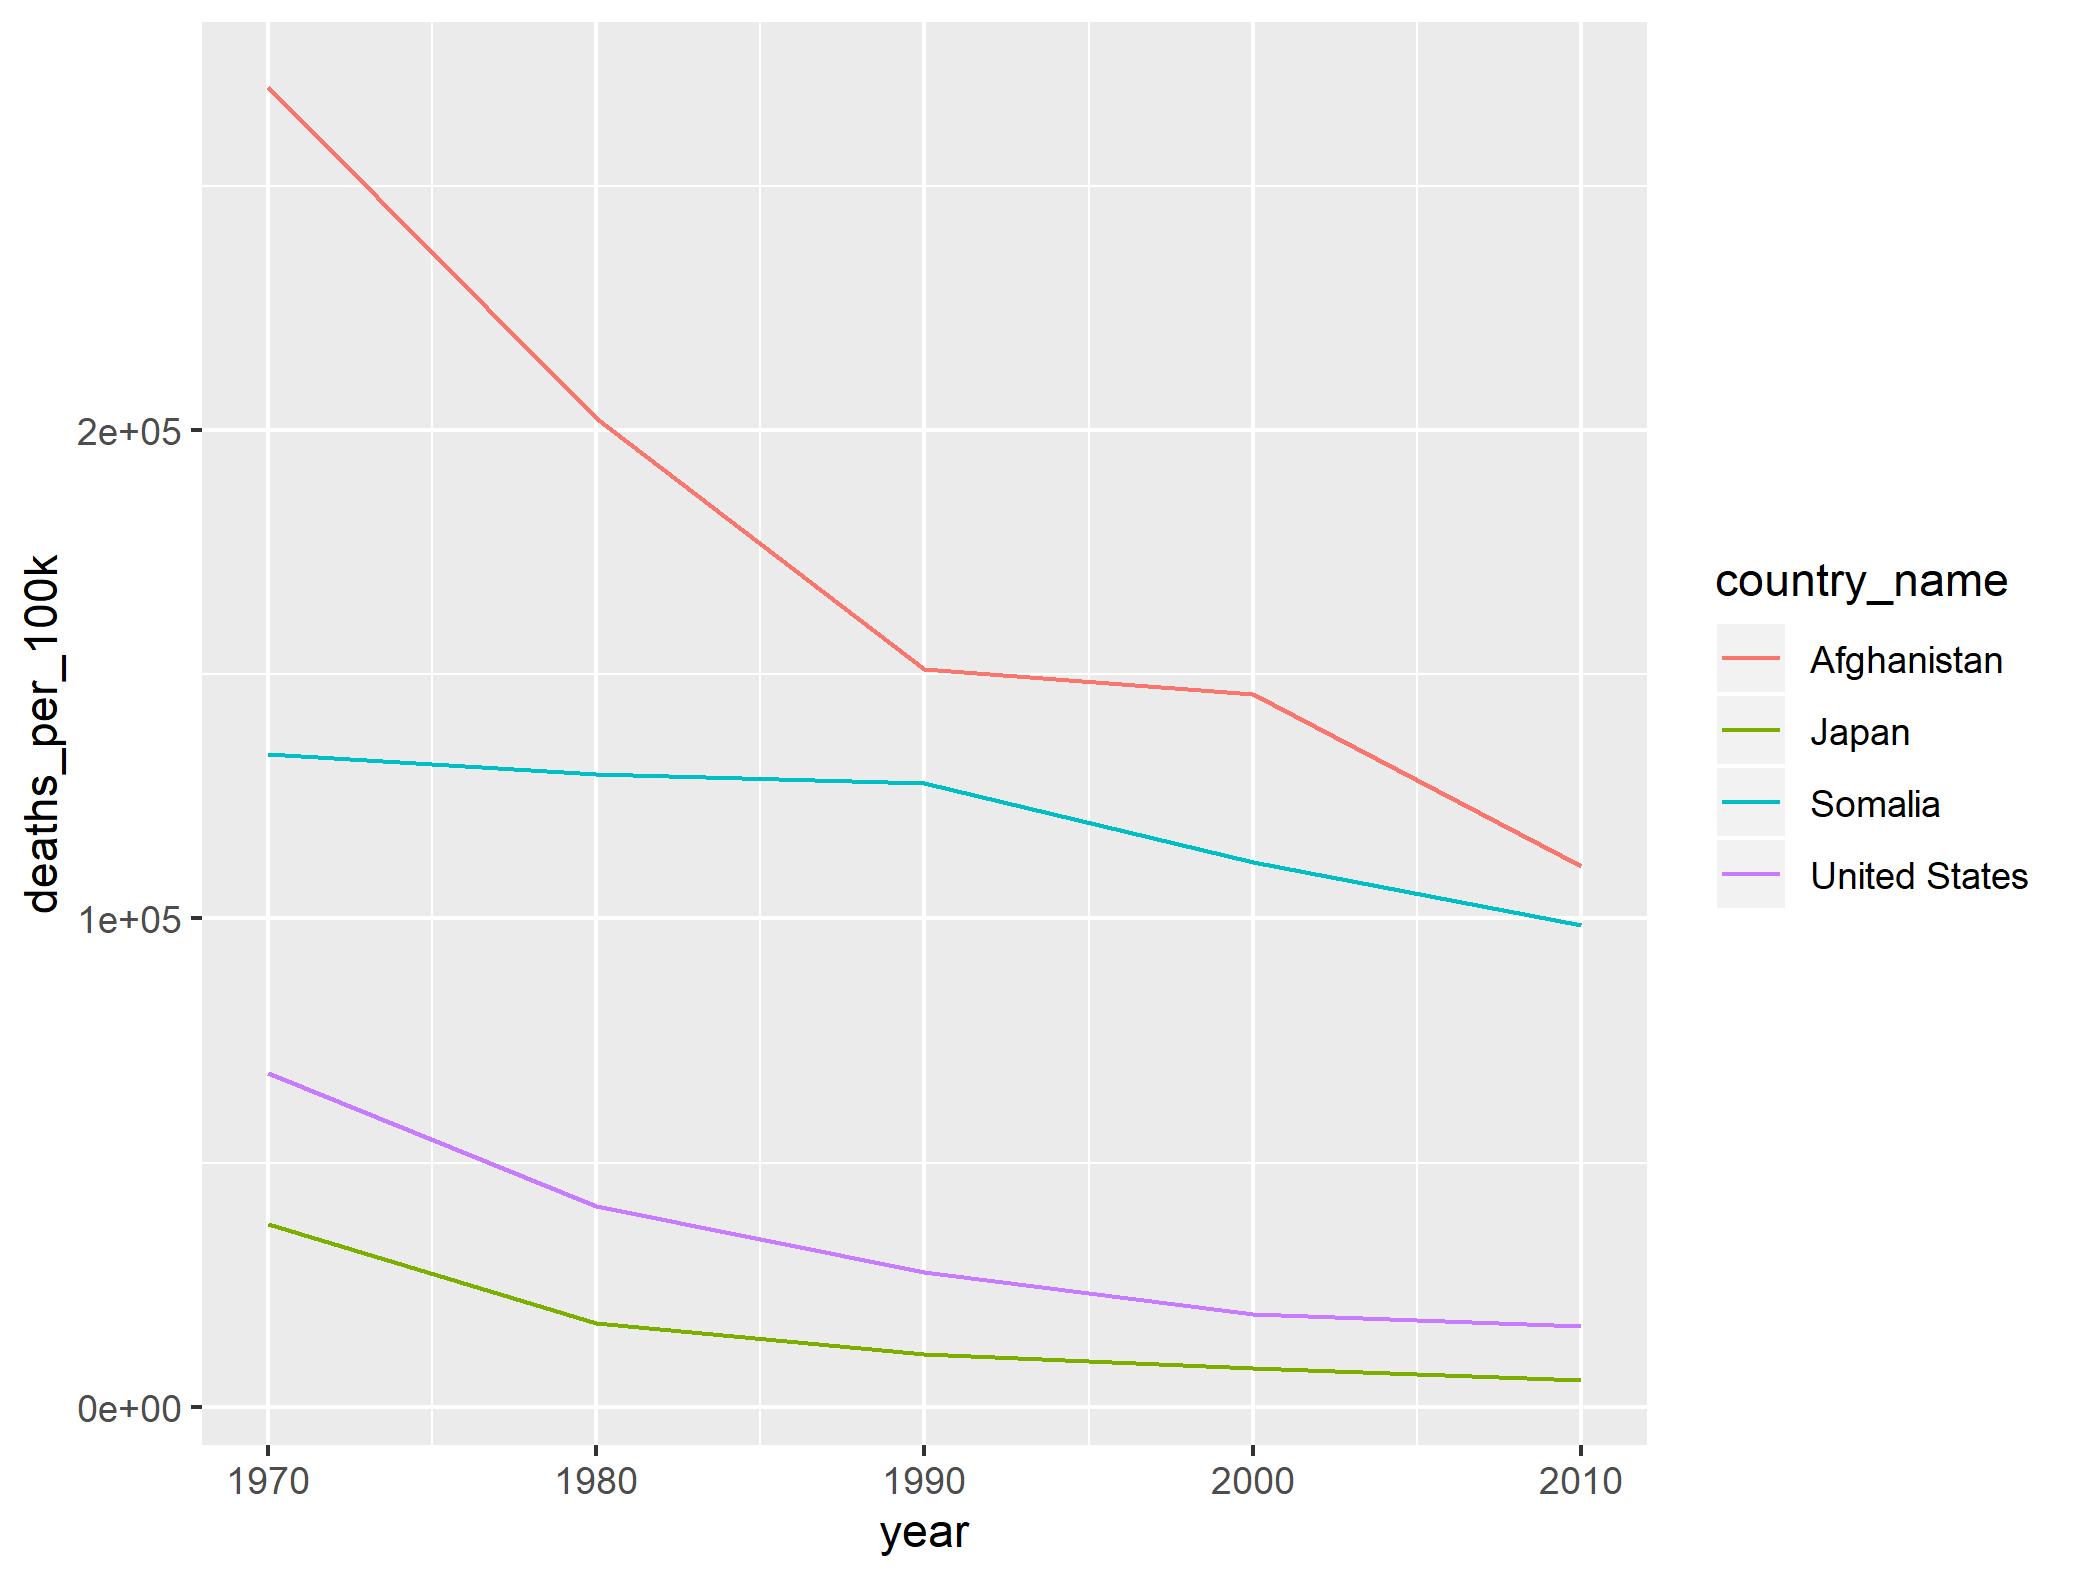 deaths_per_100k
2e+05
1e+05
0e+00
1970 1980 1990 2000 2010
year
country_name
Afghanistan
Japan
Somalia
United States